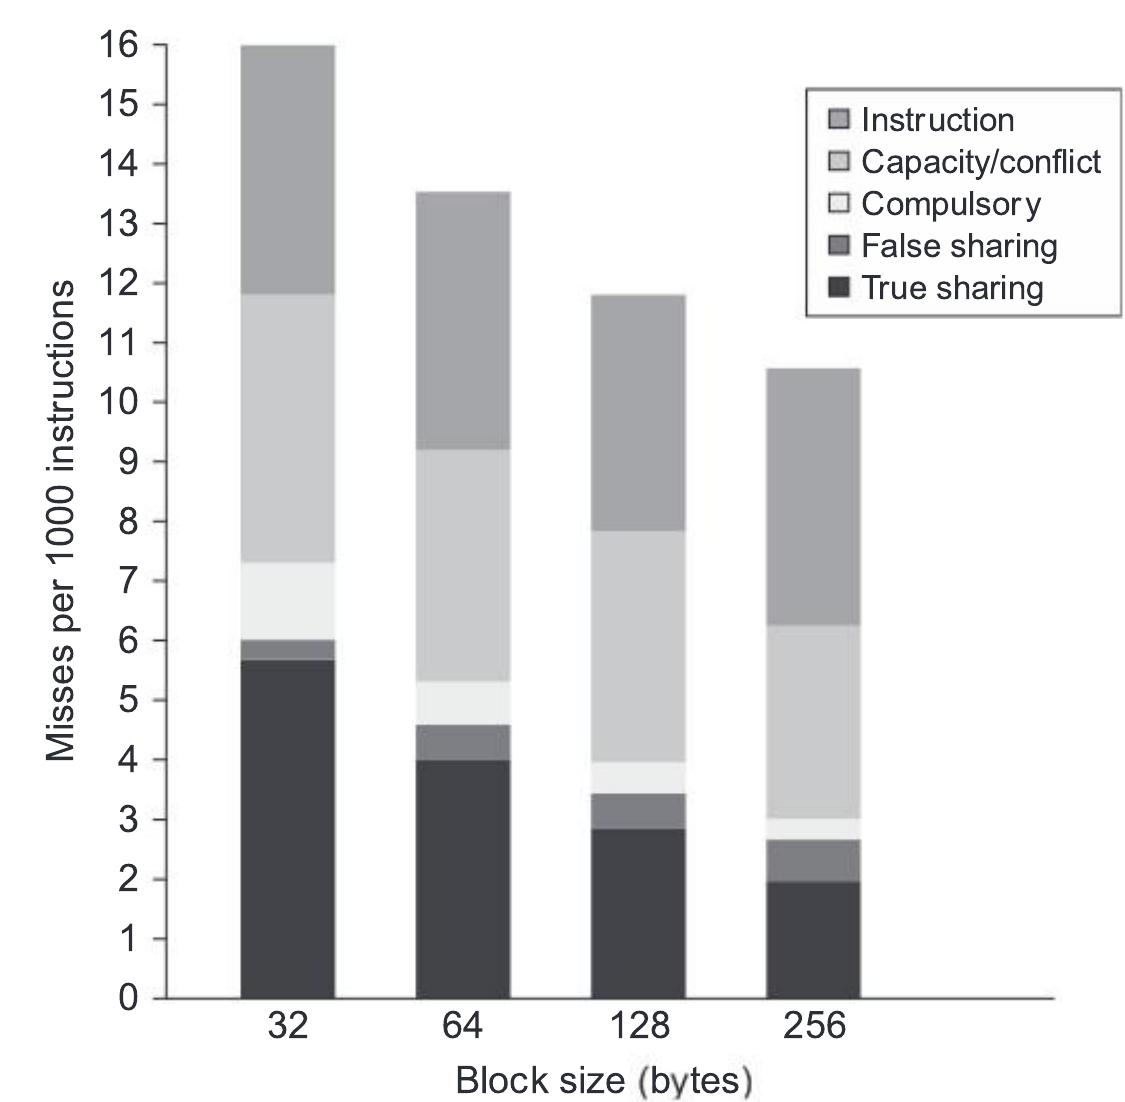 16
15
14
13
12
11
10
9
8
7
6
5
4
3
2
1
0
Misses per 1000 instructions
Instruction
Capacity/conflict
Compulsory
False sharing
True sharing
32 64 128 256
Block size (bytes)